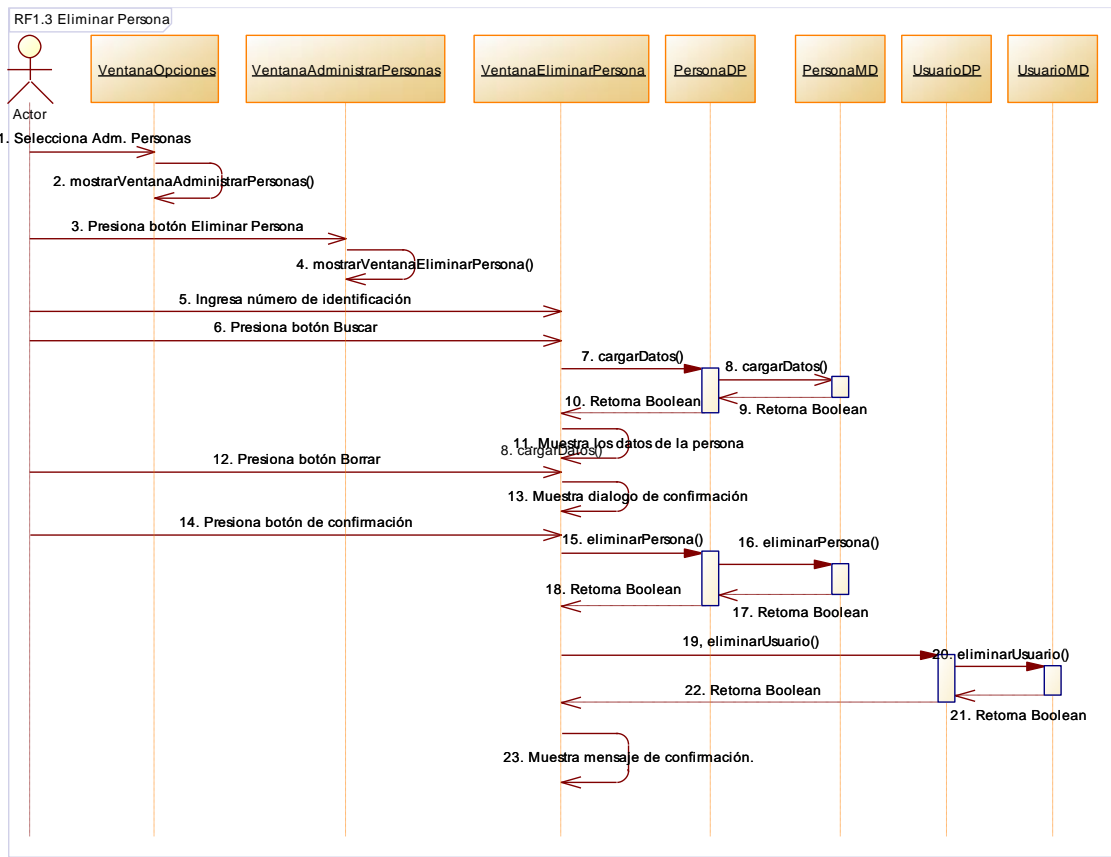 RF1.3 Eliminar Persona
VentanaOpciones
VentanaAdministrarPersonas
VentanaEliminarPersona
PersonaDP
PersonaMD
UsuarioDP
UsuarioMD
Actor
1. Selecciona Adm. Personas
2. mostrarVentanaAdministrarPersonas()
3. Presiona botón Eliminar Persona
4. mostrarVentanaEliminarPersona()
5. Ingresa número de identificación
6. Presiona botón Buscar
7. cargarDatos()
8. cargarDatos()
9. Retorna Boolean
10. Retorna Boolean
11. Muestra los datos de la persona
8. cargarDatos()
12. Presiona botón Borrar
13. Muestra dialogo de confirmación
14. Presiona botón de confirmación
15. eliminarPersona()
16. eliminarPersona()
17. Retorna Boolean
18. Retorna Boolean
19, eliminarUsuario()
20. eliminarUsuario()
21. Retorna Boolean
22. Retorna Boolean
23. Muestra mensaje de confirmación.